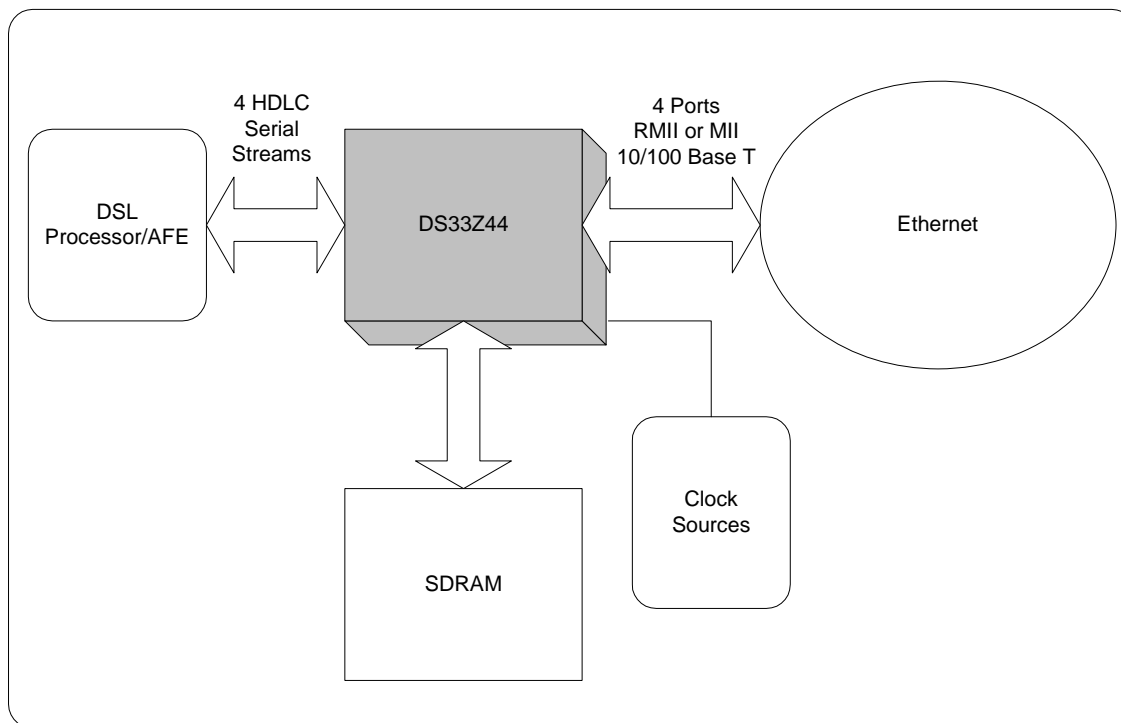 4 HDLC
Serial
Streams
4 Ports
RMII or MII
10/100 Base T
DSL
Processor/AFE
DS33Z44
Ethernet
Clock
Sources
SDRAM